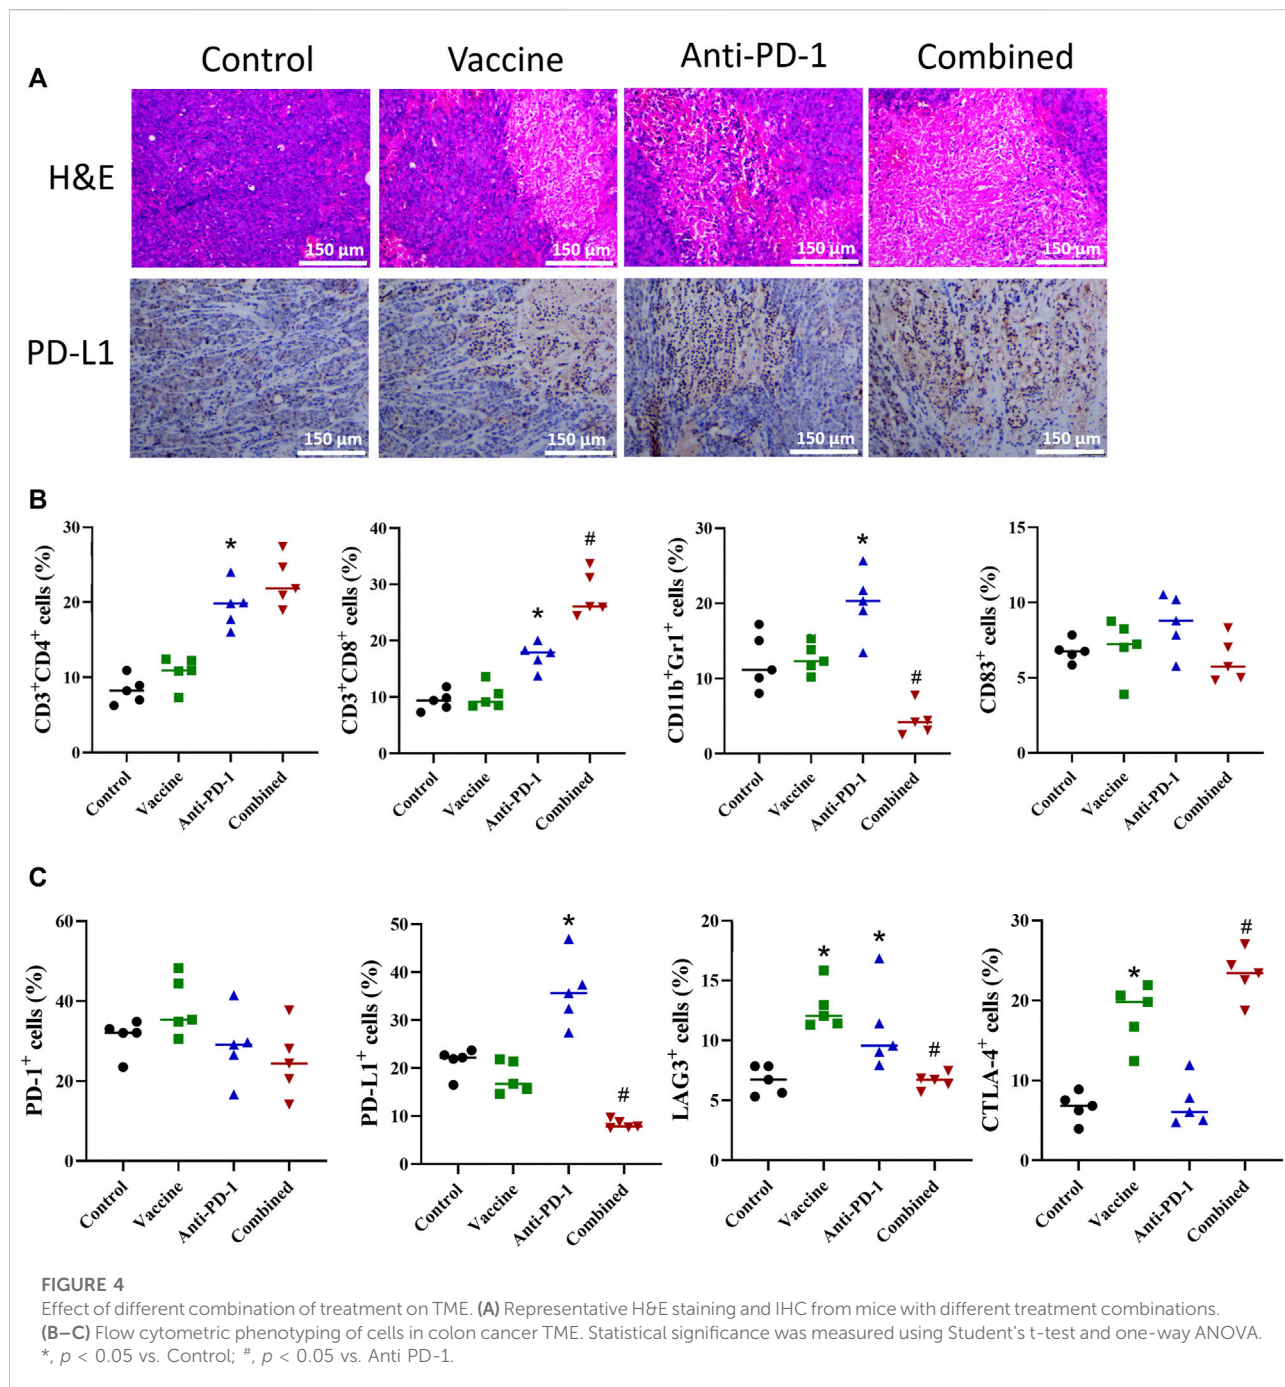 Control Vaccine Anti-PD-1 Combined
A
H&E
150 µm 150 µm 150 µm 150 µm
PD-L1
150 µm 150 µm 150 µm 150 µm
B
CD3+CD4+ cells (%)
30
20
10
0
Control Vaccine Anti-PD-1 Combined
*
CD3+CD8+ cells (%)
40
30
20
10
0
Control Vaccine Anti-PD-1 Combined
* #
CD11b+Gr1+ cells (%)
30
20
10
0
Control Vaccine Anti-PD-1 Combined
* #
CD83+ cells (%)
15
10
5
0
Control Vaccine Anti-PD-1 Combined
C
PD-1+ cells (%)
60
40
20
0
Control Vaccine Anti-PD-1 Combined
PD-L1+ cells (%)
50
40
30
20
10
0
Control Vaccine Anti-PD-1 Combined
* #
LAG3+ cells (%)
20
15
10
5
0
Control Vaccine Anti-PD-1 Combined
* * #
CTLA-4+ cells (%)
30
20
10
0
Control Vaccine Anti-PD-1 Combined
* #
FIGURE 4
Effect of different combination of treatment on TME. (A) Representative H&E staining and IHC from mice with different treatment combinations.
(B–C) Flow cytometric phenotyping of cells in colon cancer TME. Statistical significance was measured using Student's t-test and one-way ANOVA.
*, p < 0.05 vs. Control; #, p < 0.05 vs. Anti PD-1.